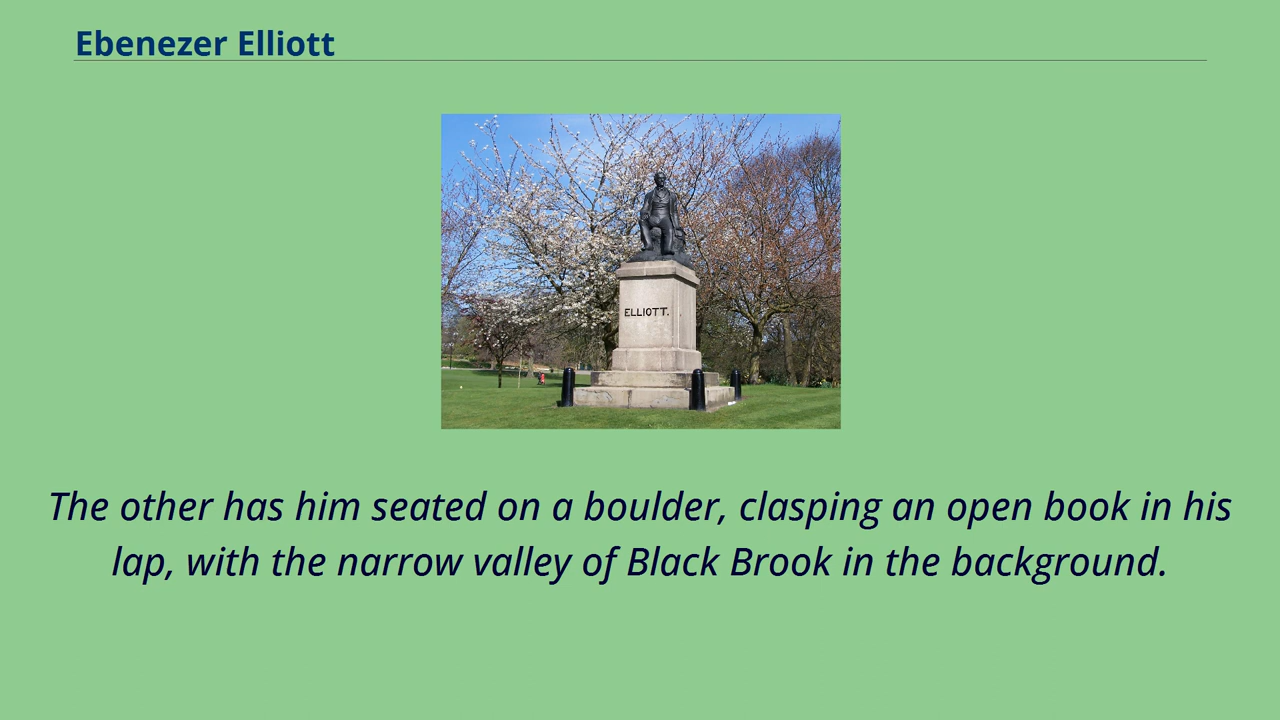 Ebenezer Elliott
ELLIOTT.
The other has him seated on a boulder, clasping an open book in his
lap, with the narrow valley of Black Brook in the background.